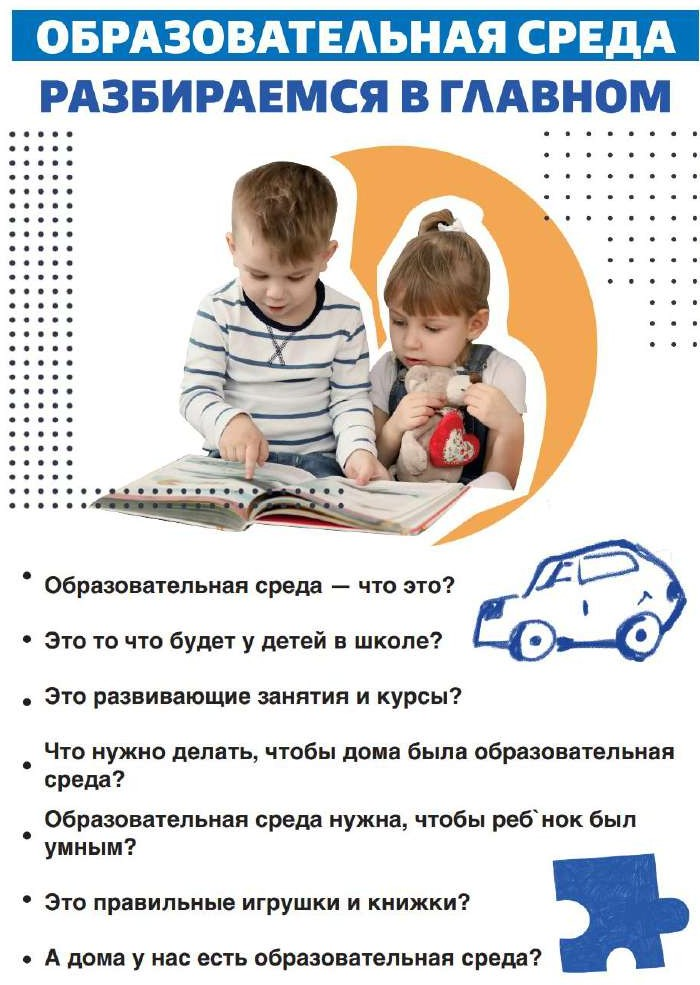 ОБРАЗОВАТЕЛЬНАЯ СРЕДА
РАЗБИРАЕМСЯ В ГЛАВНОМ
• Образовательная среда — что это?
• Это то что будет у детей в школе?
• Это развивающие занятия и курсы?
• Что нужно делать, чтобы дома была образовательная
среда?
• Образовательная среда нужна, чтобы реб`нок был
умным?
• Это правильные игрушки и книжки?
• А дома у нас есть образовательная среда?